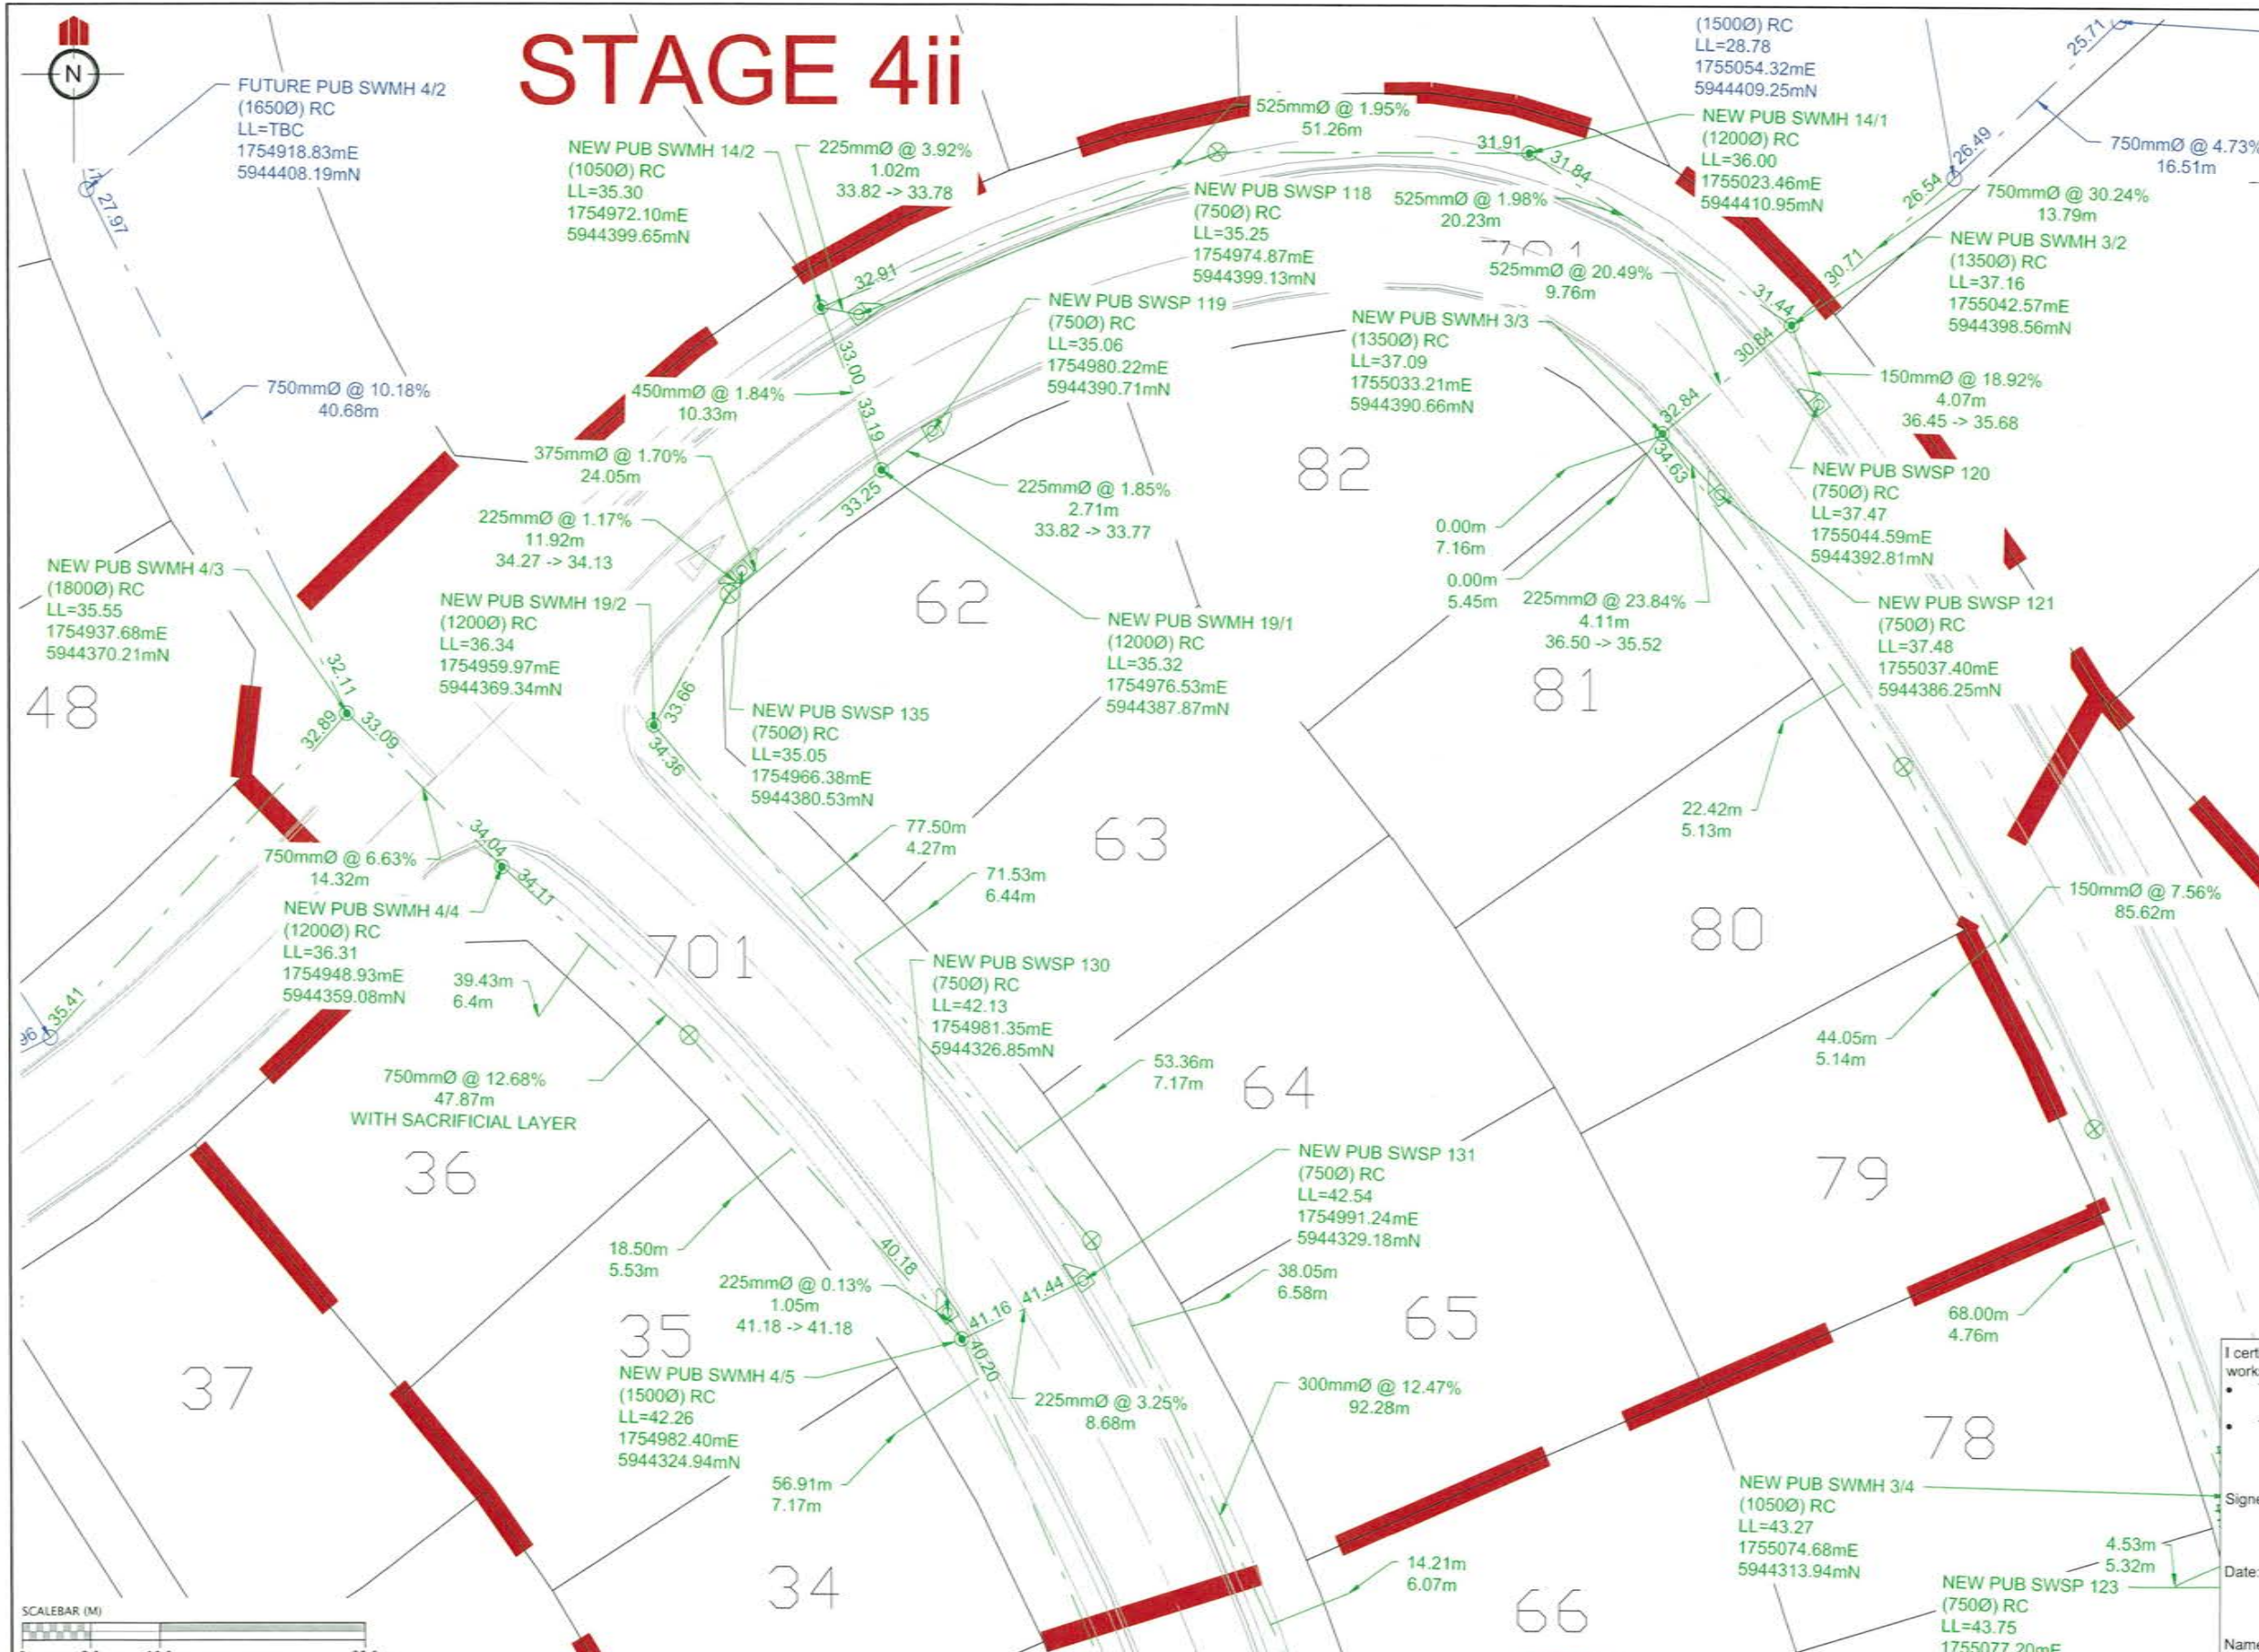 STAGE 4ii
N
FUTURE PUB SWMH 4/2
(1650Ø) RC
LL=TBC
1754918.83mE
5944408.19mN
27.97
NEW PUB SWMH 14/2
(1050Ø) RC
LL=35.30
1754972.10mE
5944399.65mN
225mmØ @ 3.92%
1.02m
33.82 -> 33.78
525mmØ @ 1.95%
51.26m
(1500Ø) RC
LL=28.78
1755054.32mE
5944409.25mN
25.71
NEW PUB SWMH 14/1
(1200Ø) RC
LL=36.00
1755023.46mE
5944410.95mN
31.91
31.84
26.49
750mmØ @ 4.73%
16.51m
26.54
750mmØ @ 30.24%
13.79m
NEW PUB SWSP 118
(750Ø) RC
LL=35.25
1754974.87mE
5944399.13mN
525mmØ @ 1.98%
20.23m
525mmØ @ 20.49%
9.76m
NEW PUB SWMH 3/2
(1350Ø) RC
LL=37.16
1755042.57mE
5944398.56mN
30.71
31.44
30.84
32.91
NEW PUB SWSP 119
(750Ø) RC
LL=35.06
1754980.22mE
5944390.71mN
NEW PUB SWMH 3/3
(1350Ø) RC
LL=37.09
1755033.21mE
5944390.66mN
33.00
33.19
750mmØ @ 10.18%
40.68m
450mmØ @ 1.84%
10.33m
32.84
34.63
150mmØ @ 18.92%
4.07m
36.45 -> 35.68
375mmØ @ 1.70%
24.05m
33.25
225mmØ @ 1.85%
2.71m
33.82 -> 33.77
82
NEW PUB SWSP 120
(750Ø) RC
LL=37.47
1755044.59mE
5944392.81mN
225mmØ @ 1.17%
11.92m
34.27 -> 34.13
0.00m
7.16m
0.00m
5.45m
225mmØ @ 23.84%
4.11m
36.50 -> 35.52
NEW PUB SWMH 4/3
(1800Ø) RC
LL=35.55
1754937.68mE
5944370.21mN
NEW PUB SWMH 19/2
(1200Ø) RC
LL=36.34
1754959.97mE
5944369.34mN
62
NEW PUB SWMH 19/1
(1200Ø) RC
LL=35.32
1754976.53mE
5944387.87mN
NEW PUB SWSP 121
(750Ø) RC
LL=37.48
1755037.40mE
5944386.25mN
81
48
32.11
32.89
33.09
33.66
34.36
NEW PUB SWSP 135
(750Ø) RC
LL=35.05
1754966.38mE
5944380.53mN
22.42m
5.13m
77.50m
4.27m
63
34.04
34.11
750mmØ @ 6.63%
14.32m
71.53m
6.44m
150mmØ @ 7.56%
85.62m
NEW PUB SWMH 4/4
(1200Ø) RC
LL=36.31
1754948.93mE
5944359.08mN
39.43m
6.4m
701
80
NEW PUB SWSP 130
(750Ø) RC
LL=42.13
1754981.35mE
5944326.85mN
35.41
44.05m
5.14m
53.36m
7.17m
64
750mmØ @ 12.68%
47.87m
WITH SACRIFICIAL LAYER
36
NEW PUB SWSP 131
(750Ø) RC
LL=42.54
1754991.24mE
5944329.18mN
79
18.50m
5.53m
40.18
225mmØ @ 0.13%
1.05m
41.18 -> 41.18
41.16
41.44
38.05m
6.58m
65
68.00m
4.76m
35
37
NEW PUB SWMH 4/5
(1500Ø) RC
LL=42.26
1754982.40mE
5944324.94mN
40.20
225mmØ @ 3.25%
8.68m
300mmØ @ 12.47%
92.28m
I cert
work
78
56.91m
7.17m
NEW PUB SWMH 3/4
(1050Ø) RC
LL=43.27
1755074.68mE
5944313.94mN
Signe
4.53m
5.32m
Date:
14.21m
6.07m
34
66
NEW PUB SWSP 123
(750Ø) RC
LL=43.75
1755077.20mE
Name
SCALEBAR (M)